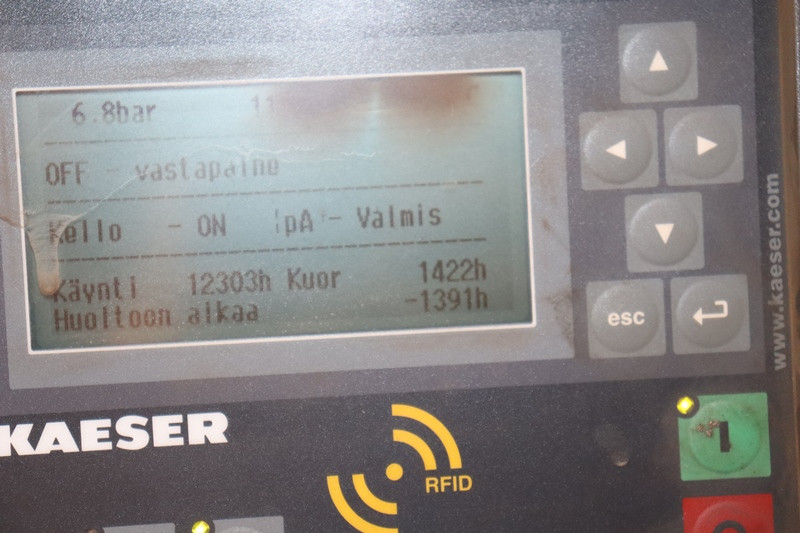 6.8bar
OFF - vastapaine
Kello - ON ¦pA¦- Valmis
Käynti 12303h Kuor 1422h
Huoltoon aikaa -1391h
esc
www.kaeser.com
KAESER
RFID
I